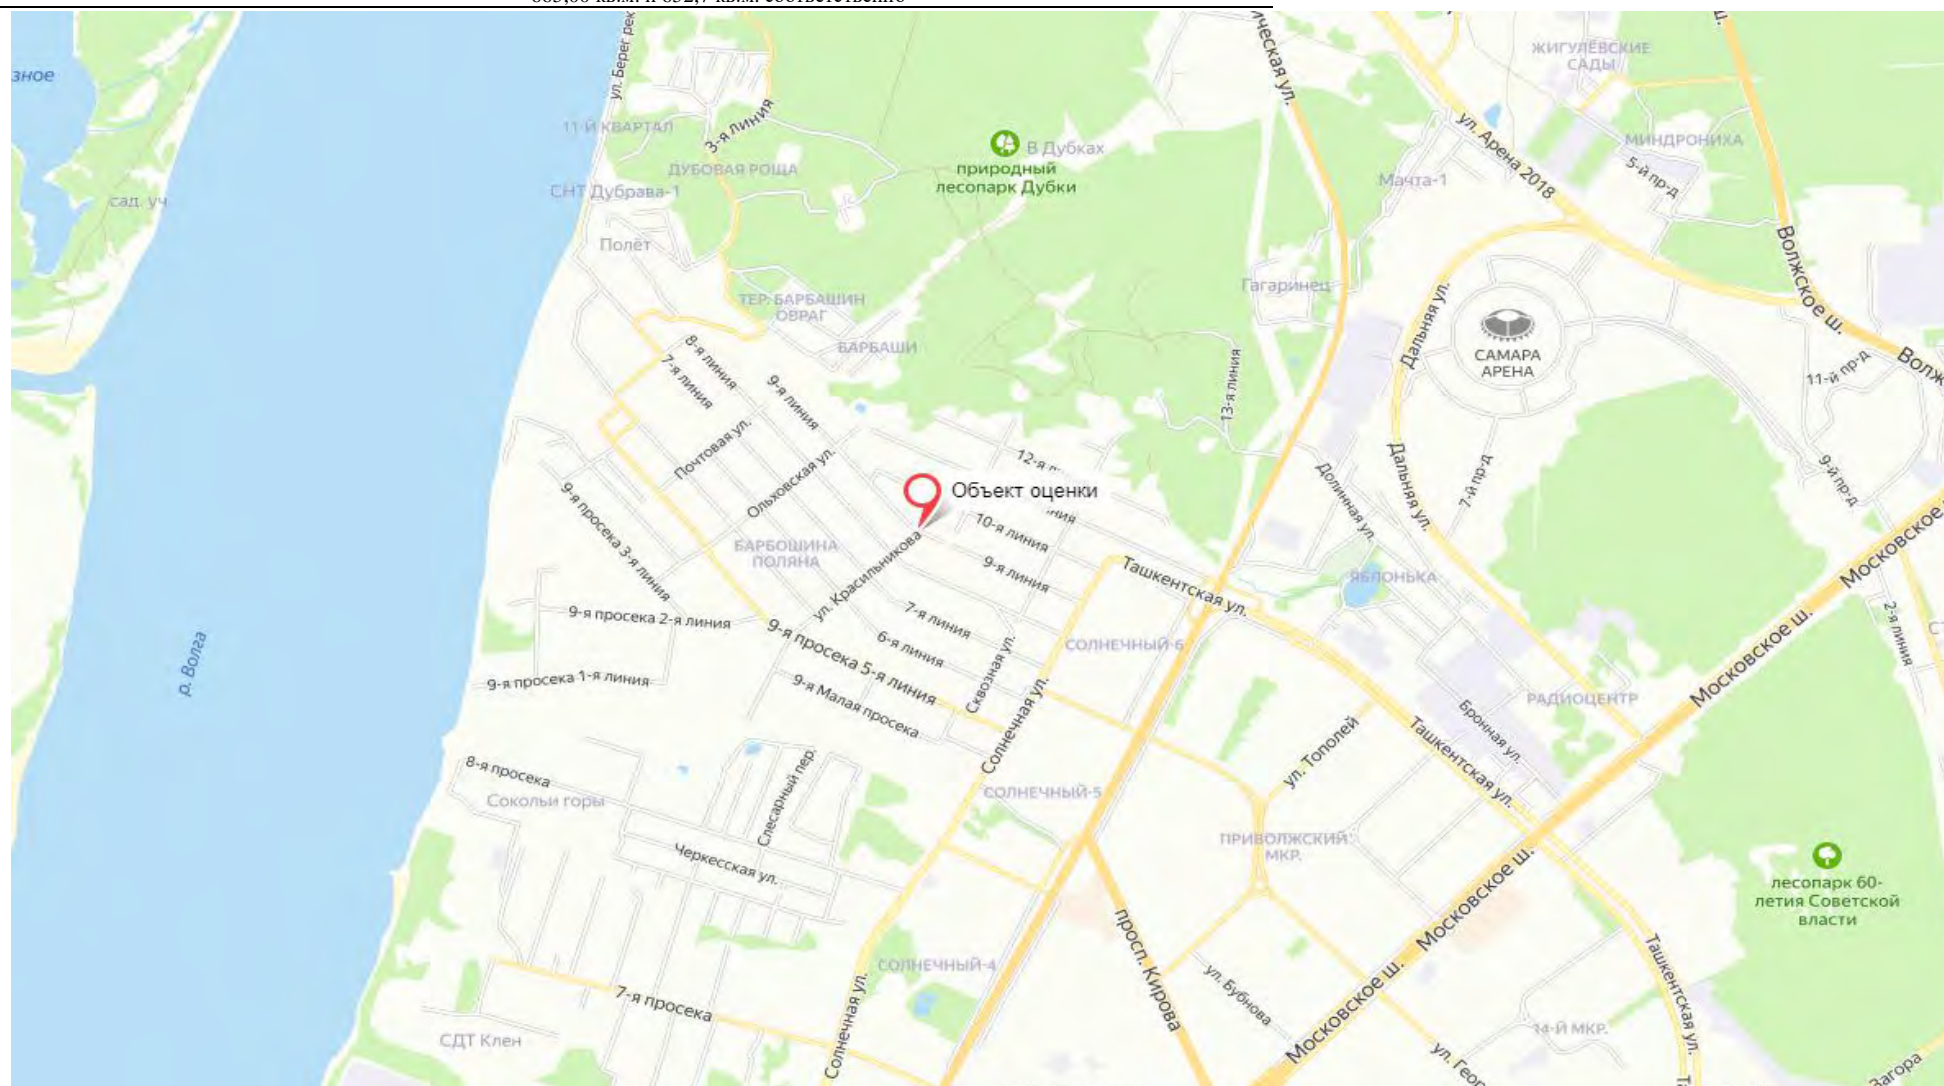 кв.м. и 832,7 кв.м. соответственно
ЖИГУЛЁВСКИЕ
САДЫ
ул. Берег рек
11-Й КВАРТАЛ
3-я линия
ДУБОВАЯ РОЩА
СНТ Дубрава-1
сад. уч.
Полёт
В Дубках
природный
лесопарк Дубки
ул. Арена 2018
Мачта-1
МИНДРОНИХА
5-й пр-д
Волжское ш.
Гагаринец
Дальняя ул.
САМАРА
АРЕНА
11-й пр-д
ТЕР. БАРБАШИН
ОВРАГ
БАРБАШИ
8-я линия
7-я линия
9-я линия
13-я линия
Почтовая ул.
Ольховская ул.
Объект оценки
10-я линия
9-я линия
Долинная ул.
Дальняя ул.
7-й пр-д
9-й пр-д
Московское ш.
9-я просека 3-я линия
БАРБОШИНА
ПОЛЯНА
ул. Красильникова
Ташкентская ул.
ЯБЛОНЬКА
9-я просека 2-я линия
7-я линия
6-я линия
9-я просека 5-я линия
9-я просека 1-я линия
9-я Малая просека
Сквозная ул.
Солнечная ул.
СОЛНЕЧНЫЙ-6
2-я линия
р. Волга
РАДИОЦЕНТР
Московское ш.
Бронная ул.
Ташкентская ул.
ул. Тополей
8-я просека
Сокольи горы
Слесарный пер.
Черкесская ул.
СОЛНЕЧНЫЙ-5
ПРИВОЛЖСКИЙ
МКР.
лесопарк 60-
летия Советской
власти
Московское ш.
просп. Кирова
СОЛНЕЧНЫЙ-4
Солнечная ул.
7-я просека
СДТ Клен
ул. Бубнова
Московское ш.
14-Й МКР.
Ташкентская ул.